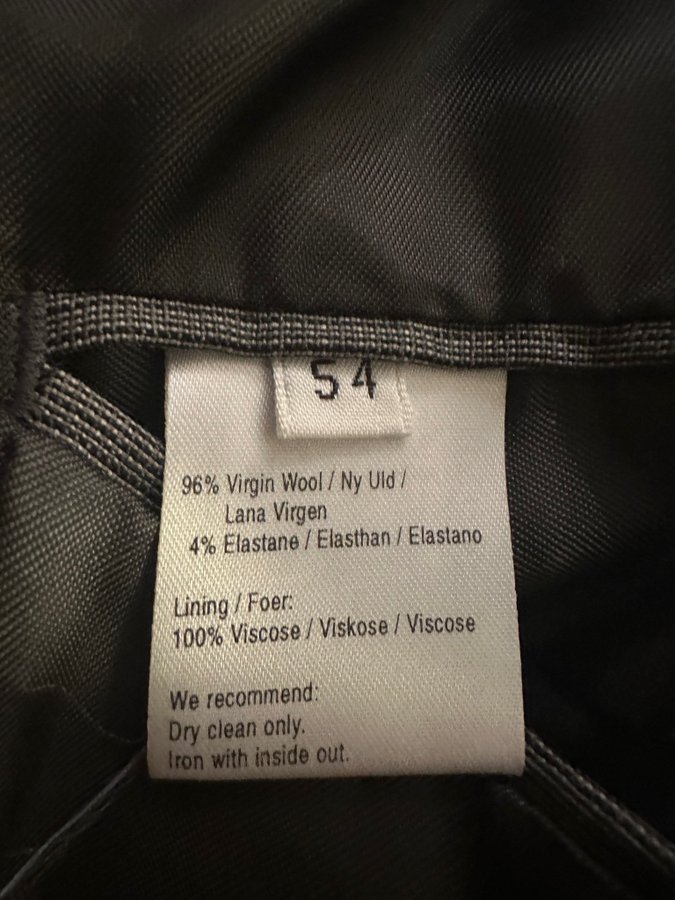 54
96% Virgin Wool / Ny Uld /
Lana Virgen
4% Elastane / Elasthan / Elastano
Lining / Foer:
100% Viscose / Viskose / Viscose
We recommend:
Dry clean only.
Iron with inside out.